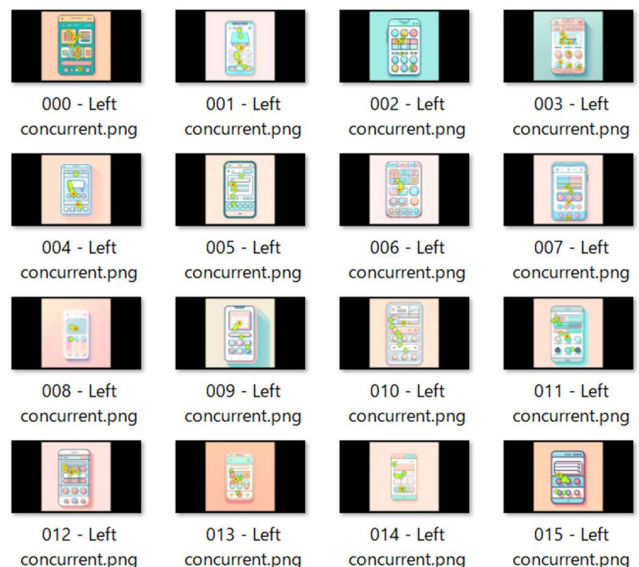 000 - Left 001 - Left 002 - Left 003 - Left
concurrent.png concurrent.png concurrent.png concurrent.png
004 - Left 005 - Left 006 - Left 007 - Left
concurrent.png concurrent.png concurrent.png concurrent.png
008 - Left 009 - Left 010 - Left 011 - Left
concurrent.png concurrent.png concurrent.png concurrent.png
012 - Left 013 - Left 014 - Left 015 - Left
concurrent.png concurrent.png concurrent.png concurrent.png